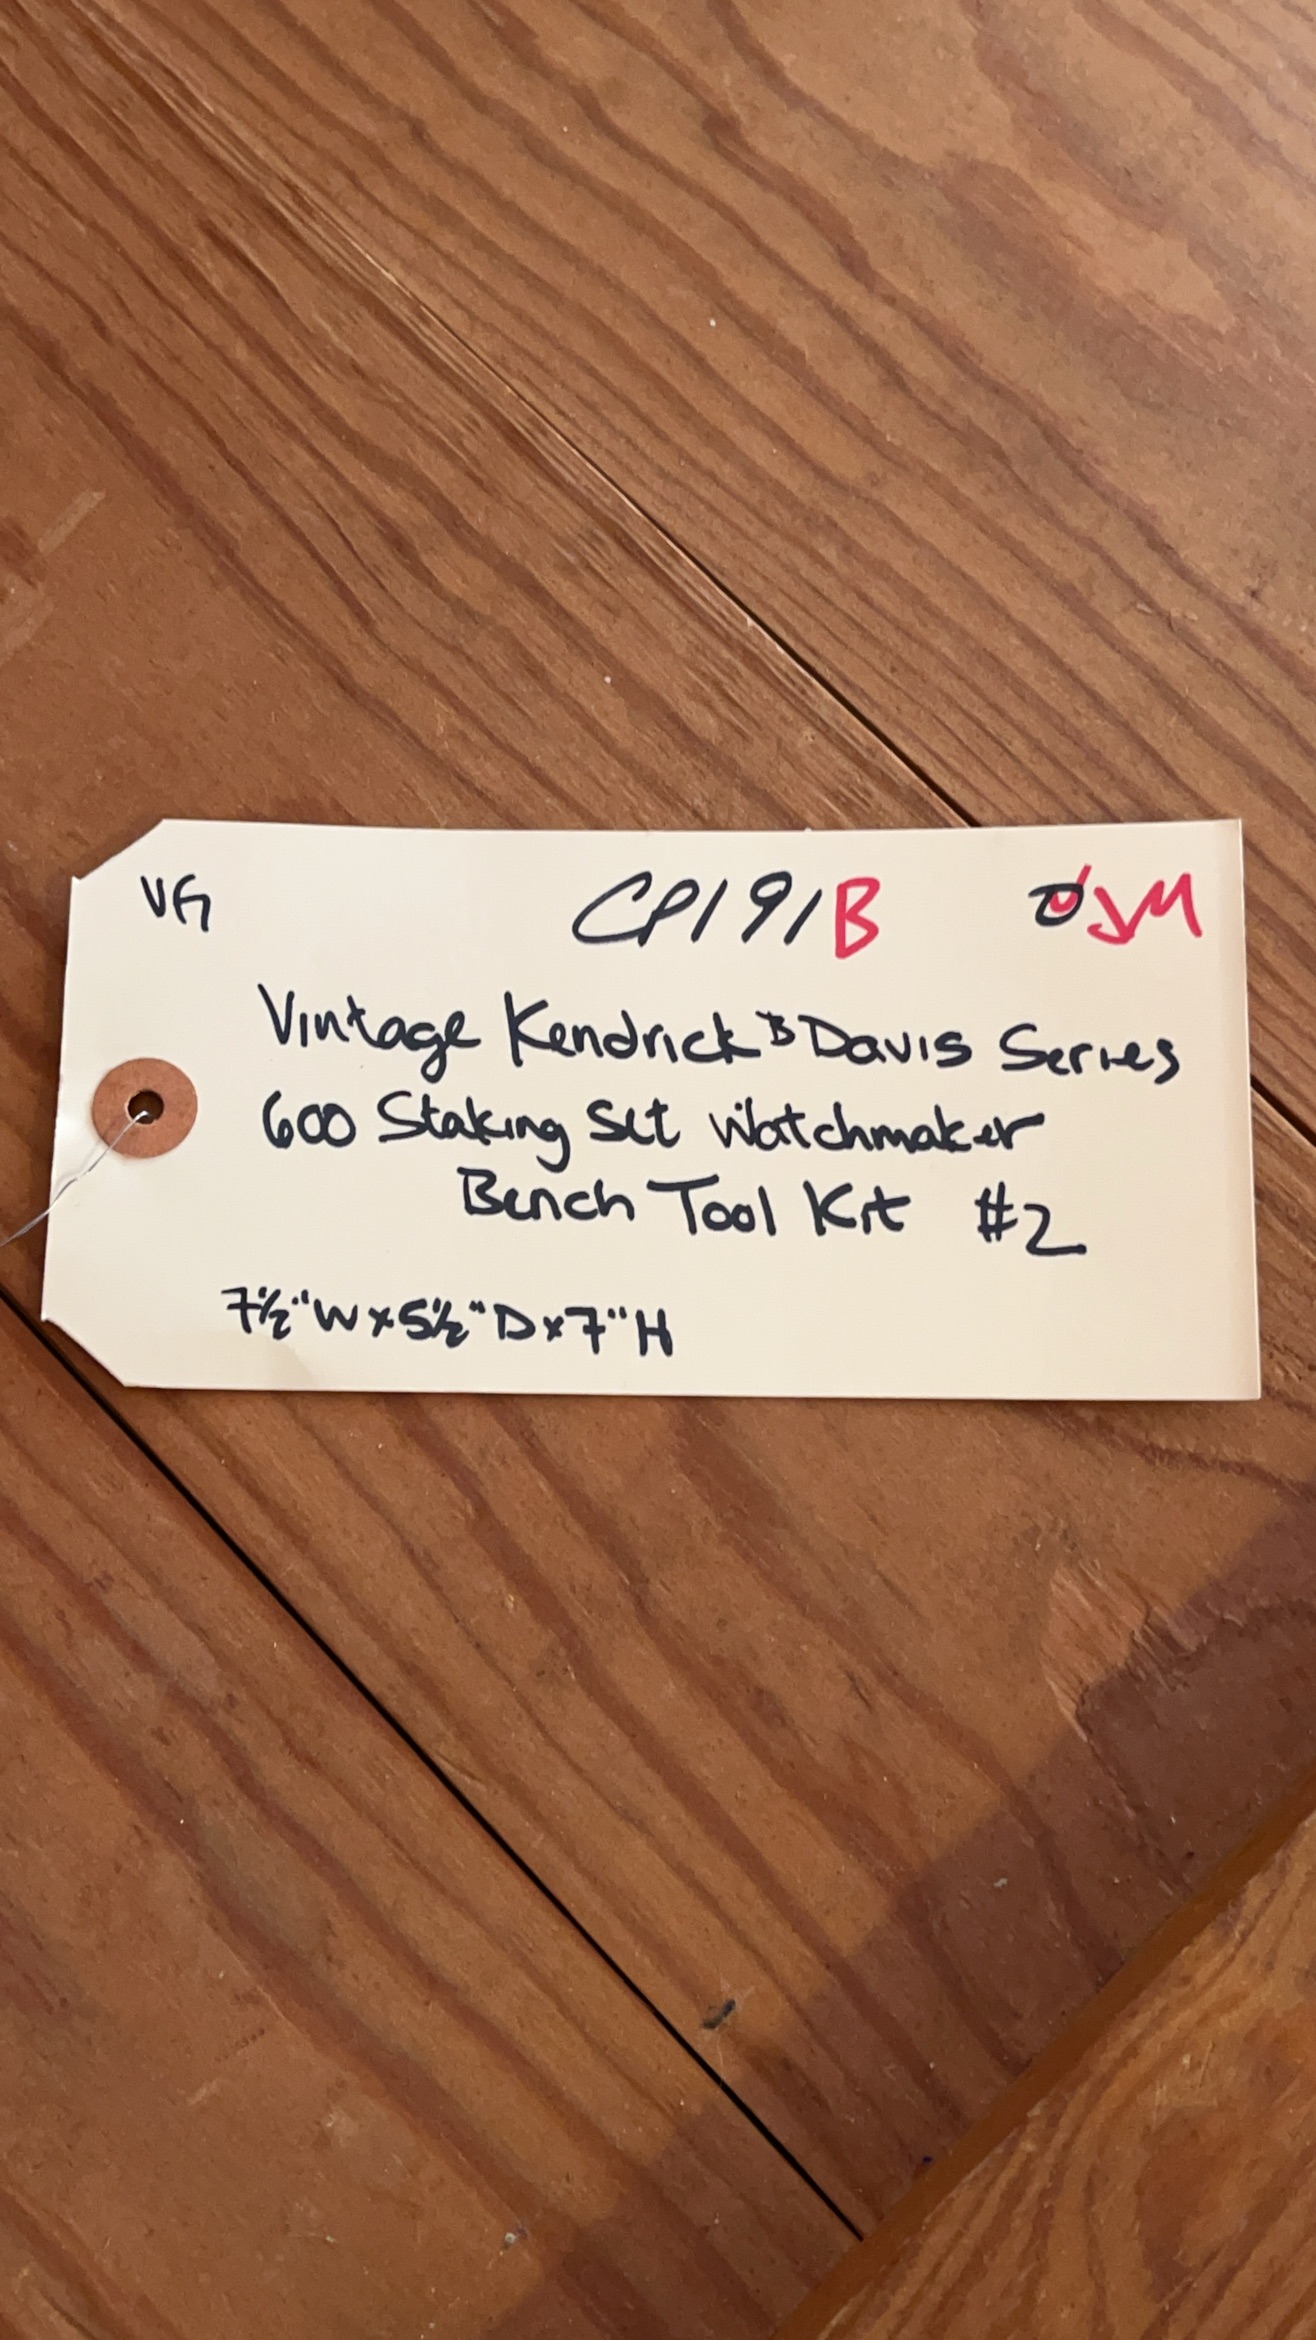 VG CP191B JM
Vintage Kendrick & Davis Series
600 Staking Set Watchmaker
Bench Tool Kit #2
7½"W x 5½"D x 7"H